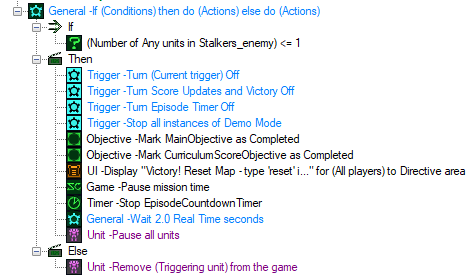 General - If (Conditions) then do (Actions) else do (Actions)
If
(Number of Any units in Stalkers_enemy) <= 1
Then
Trigger - Turn (Current trigger) Off
Trigger - Turn Score Updates and Victory Off
Trigger - Turn Episode Timer Off
Trigger - Stop all instances of Demo Mode
Objective - Mark MainObjective as Completed
Objective - Mark CurriculumScoreObjective as Completed
UI - Display "Victory! Reset Map - type 'reset' i..." for (All players) to Directive area
Game - Pause mission time
Timer - Stop EpisodeCountdownTimer
General - Wait 2.0 Real Time seconds
Unit - Pause all units
Else
Unit - Remove (Triggering unit) from the game